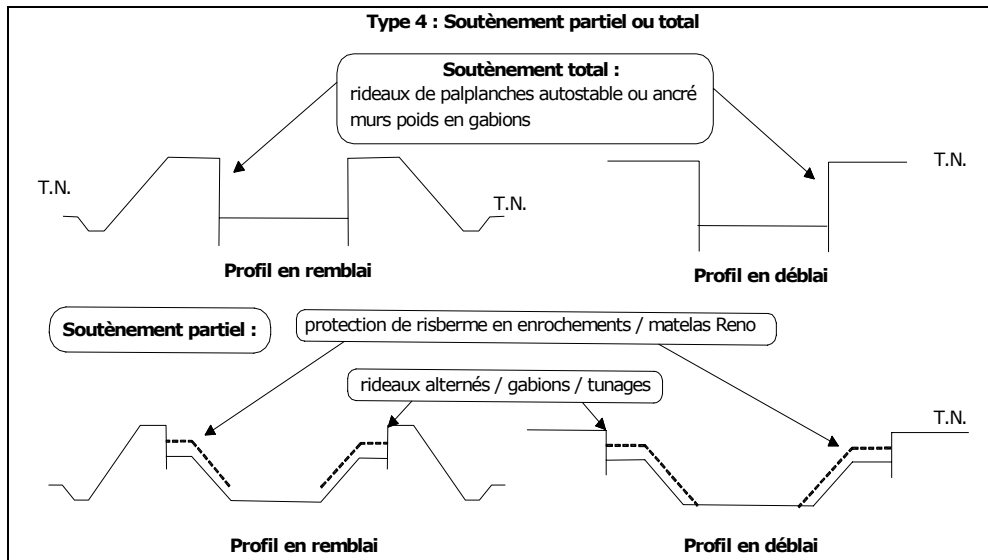 Type 4 : Soutènement partiel ou total
Soutènement total :
rideaux de palplanches autostable ou ancré
murs poids en gabions
T.N.
T.N.
T.N.
Profil en remblai
Profil en déblai
Soutènement partiel :
protection de risberme en enrochements / matelas Reno
rideaux alternés / gabions / tunages
T.N.
Profil en remblai
Profil en déblai